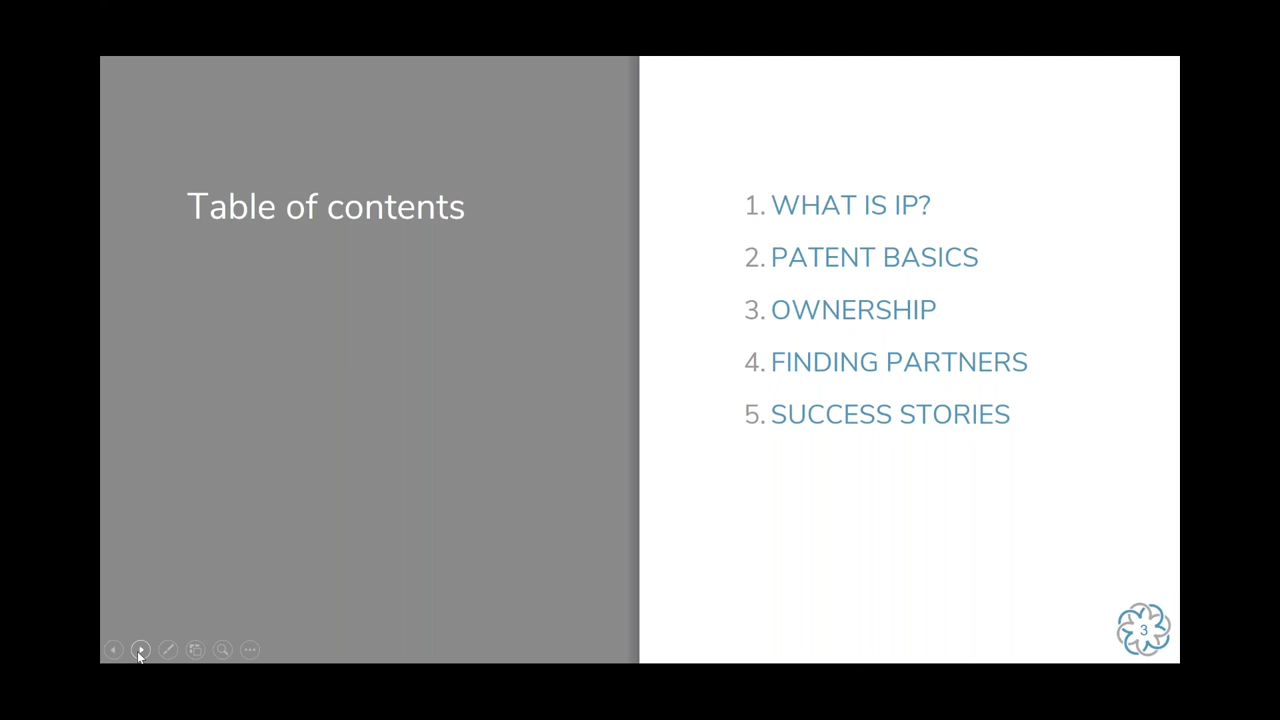 Table of contents
1. WHAT IS IP?
2. PATENT BASICS
3. OWNERSHIP
4. FINDING PARTNERS
5. SUCCESS STORIES
3